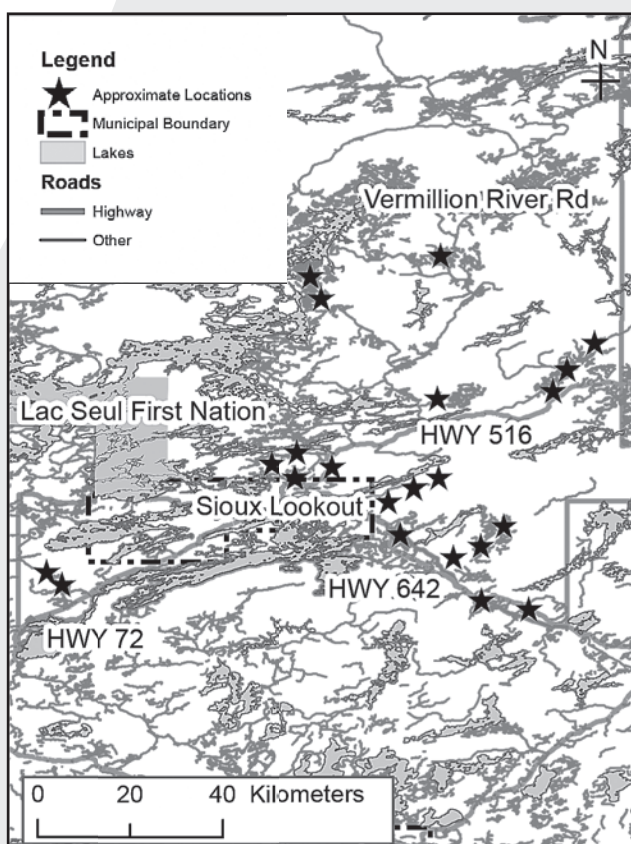 Legend
Approximate Locations
Municipal Boundary
Lakes
Roads
Highway
Other
N
Vermillion River Rd
Lac Seul First Nation
HWY 516
Sioux Lookout
HWY 642
HWY 72
0 20 40 Kilometers